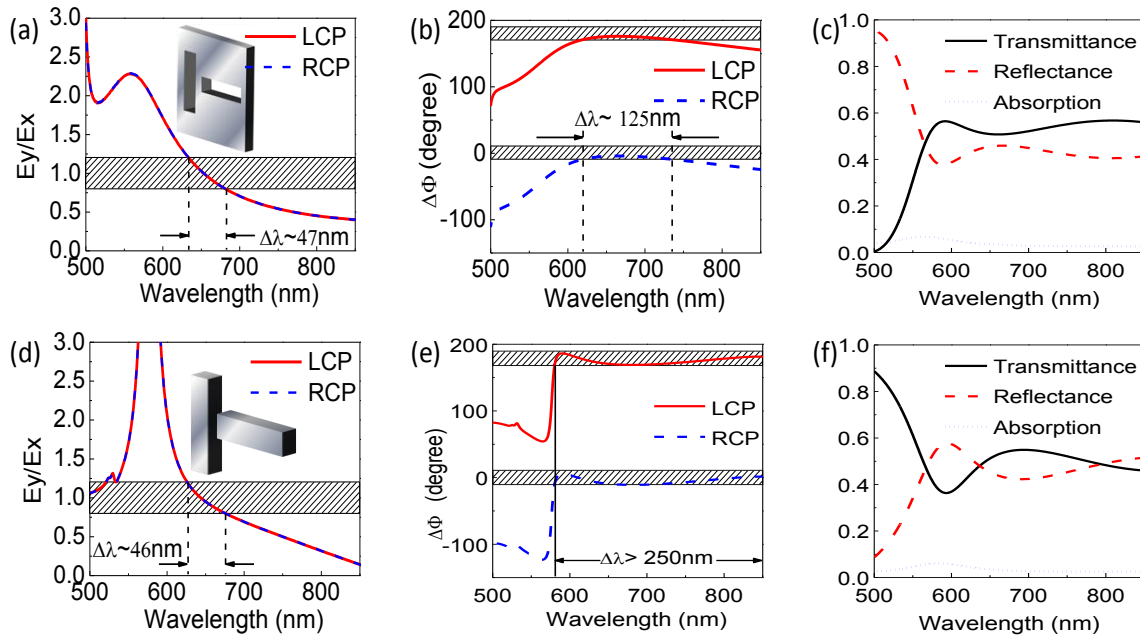 (a)
3.0
2.5
2.0
1.5
1.0
0.5
0.0
Ey/Ex
LCP
RCP
Δλ~47nm
500 600 700 800
Wavelength (nm)
(b)
200
100
0
-100
ΔΦ (degree)
LCP
RCP
Δλ~ 125nm
500 600 700 800
Wavelength (nm)
(c)
1.0
0.8
0.6
0.4
0.2
0.0
Transmittance
Reflectance
Absorption
500 600 700 800
Wavelength (nm)
(d)
3.0
2.5
2.0
1.5
1.0
0.5
0.0
Ey/Ex
LCP
RCP
Δλ~46nm
500 600 700 800
Wavelength (nm)
(e)
200
100
0
-100
ΔΦ (degree)
LCP
RCP
Δλ> 250nm
500 600 700 800
Wavelength (nm)
(f)
1.0
0.8
0.6
0.4
0.2
0.0
Transmittance
Reflectance
Absorption
500 600 700 800
Wavelength (nm)